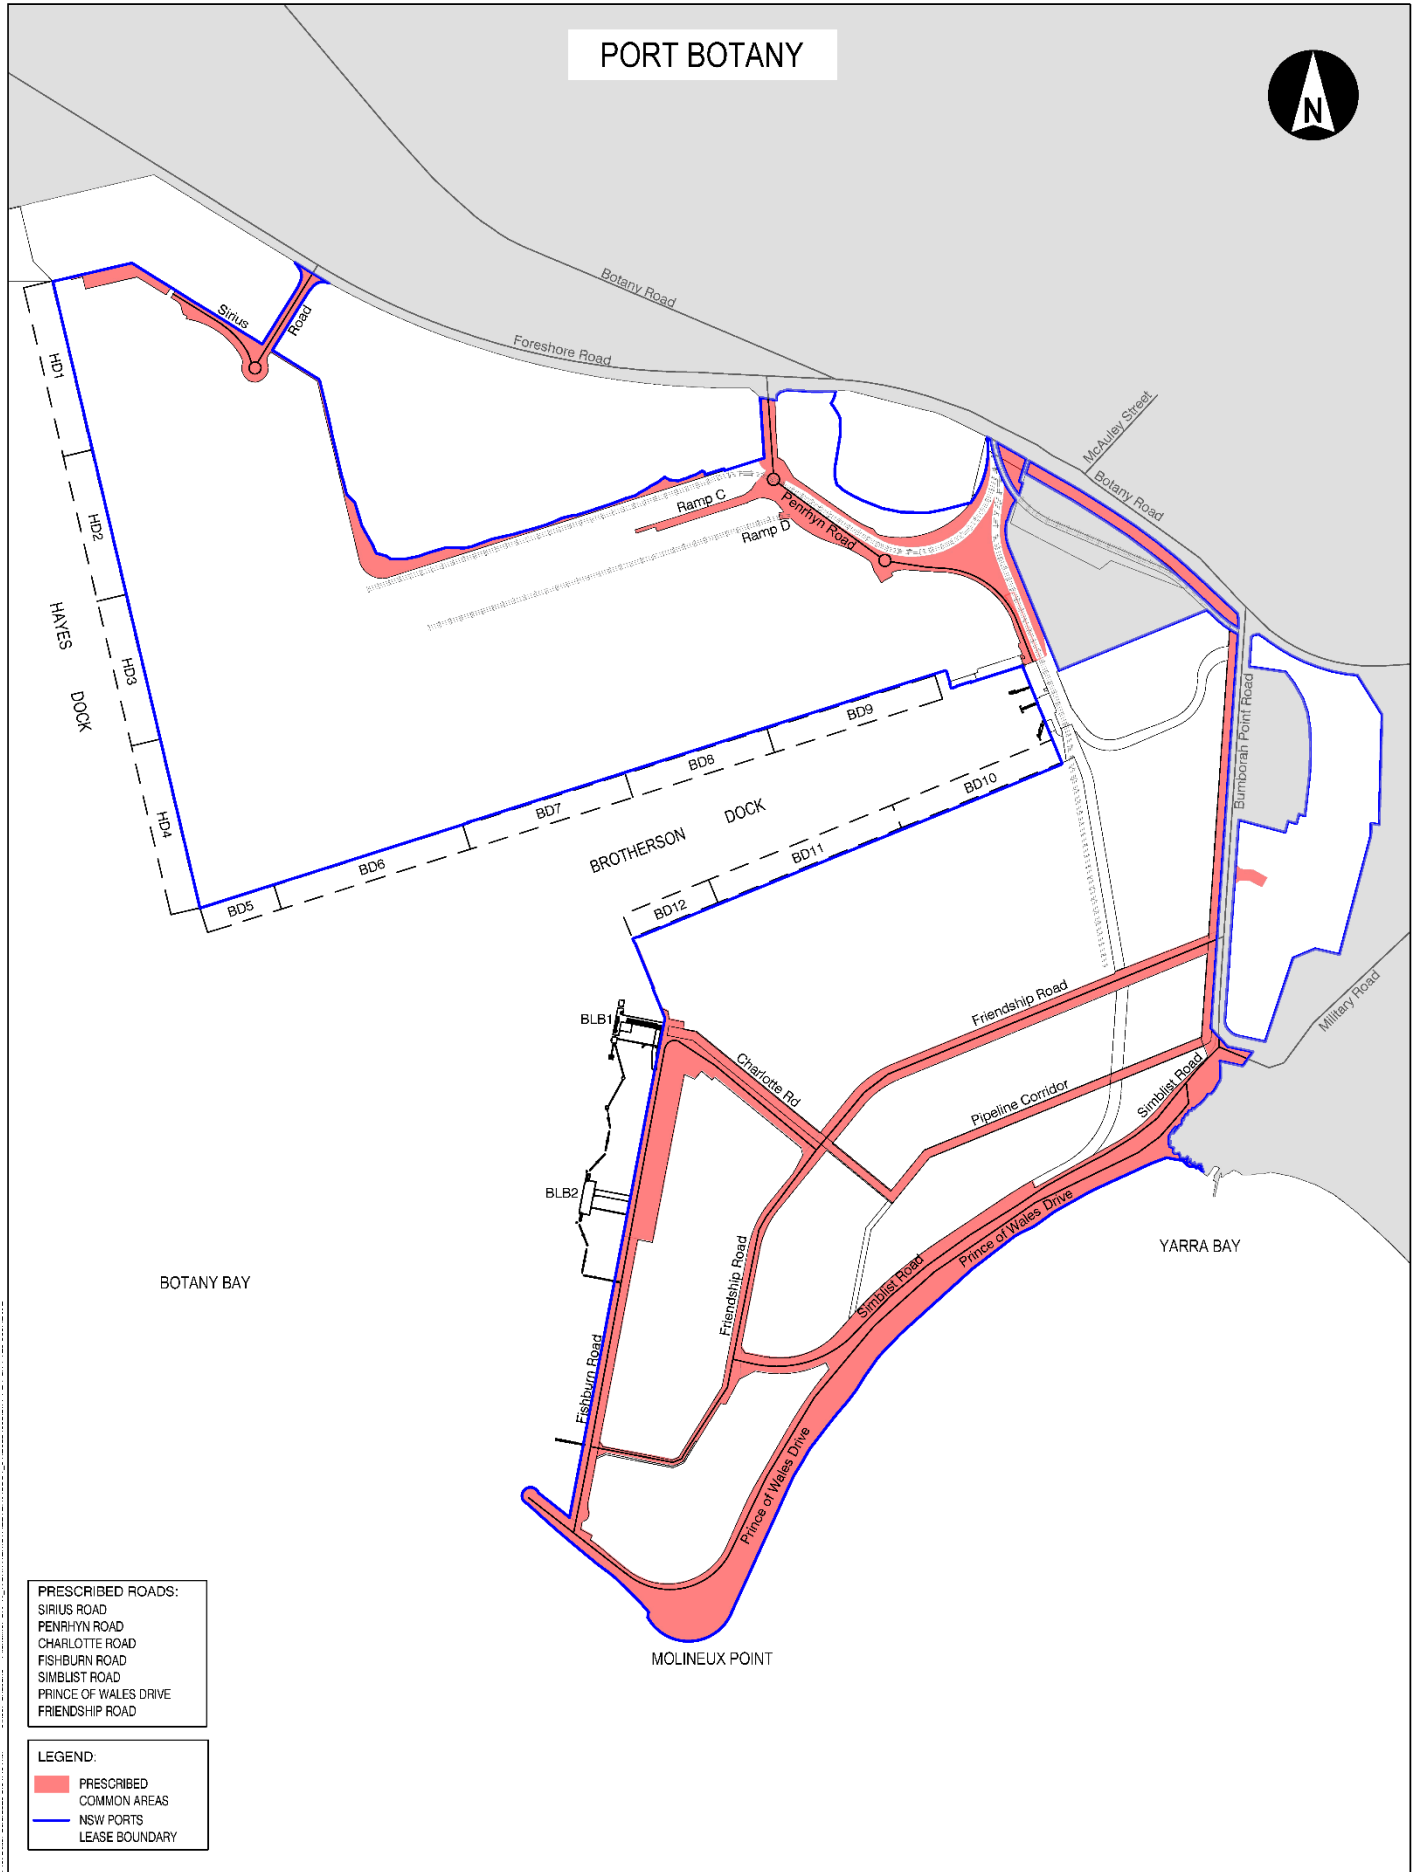 PORT BOTANY
N
Botany Road
Foreshore Road
McAuley Street
Botany Road
Sirius
Road
HD1
HD2
HD3
HD4
HAYES
DOCK
Ramp C
Ramp D
Penrhyn Road
Bumborah Point Road
BD5
BD6
BD7
BD8
BD9
BD10
BD11
BD12
BROTHERSON
DOCK
Military Road
Friendship Road
BLB1
Charlotte Rd
Pipeline Corridor
Simblist Road
BLB2
Prince of Wales Drive
YARRA BAY
BOTANY BAY
Friendship Road
Simblist Road
Fishburn Road
Prince of Wales Drive
MOLINEUX POINT
PRESCRIBED ROADS:
SIRIUS ROAD
PENRHYN ROAD
CHARLOTTE ROAD
FISHBURN ROAD
SIMBLIST ROAD
PRINCE OF WALES DRIVE
FRIENDSHIP ROAD
LEGEND:
PRESCRIBED
COMMON AREAS
NSW PORTS
LEASE BOUNDARY